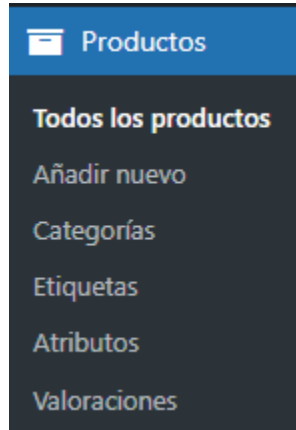 Productos
Todos los productos
Añadir nuevo
Categorías
Etiquetas
Atributos
Valoraciones